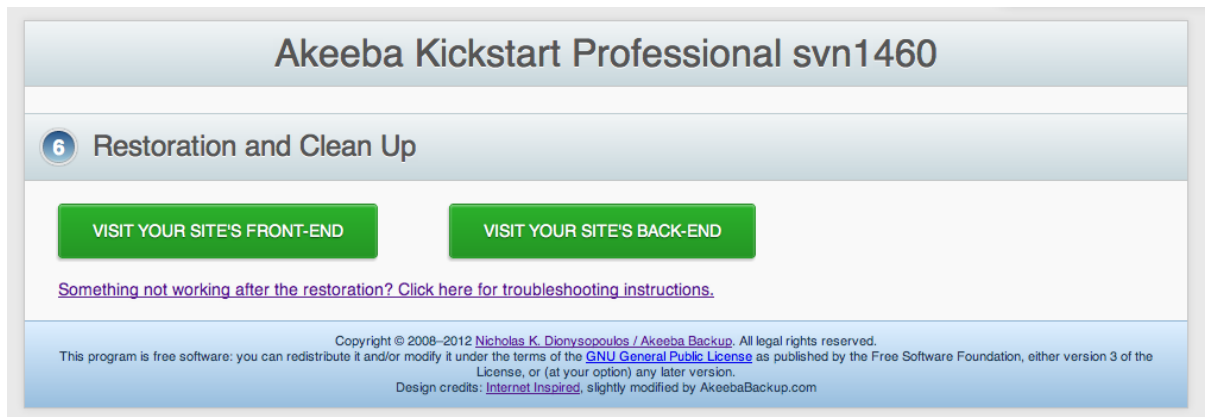 Akeeba Kickstart Professional svn1460
6 Restoration and Clean Up
VISIT YOUR SITE'S FRONT-END VISIT YOUR SITE'S BACK-END
Something not working after the restoration? Click here for troubleshooting instructions.
Copyright © 2008–2012 Nicholas K. Dionysopoulos / Akeeba Backup. All legal rights reserved.
This program is free software: you can redistribute it and/or modify it under the terms of the GNU General Public License as published by the Free Software Foundation, either version 3 of the
License, or (at your option) any later version.
Design credits: Internet Inspired, slightly modified by AkeebaBackup.com